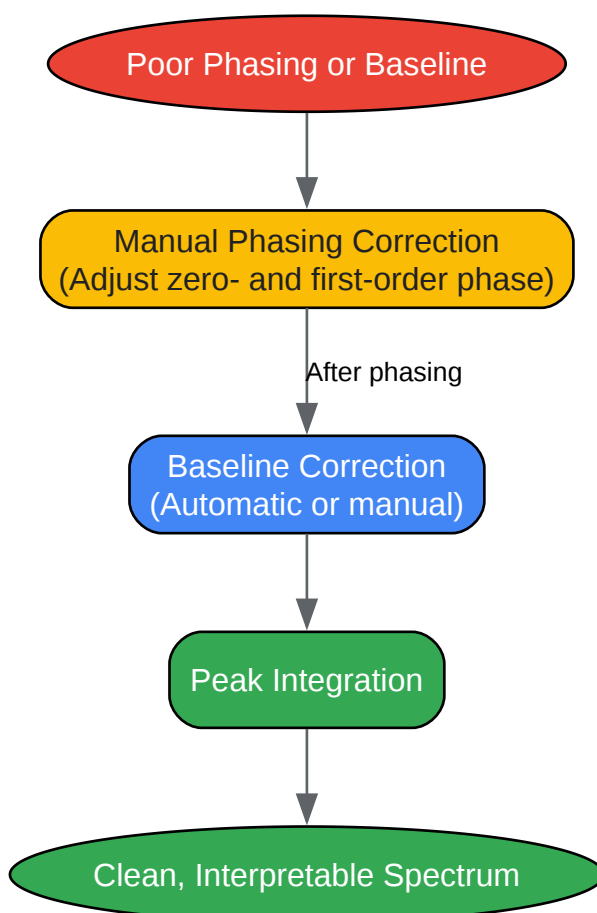 Poor Phasing or Baseline
Manual Phasing Correction
(Adjust zero- and first-order phase)
After phasing
Baseline Correction
(Automatic or manual)
Peak Integration
Clean, Interpretable Spectrum